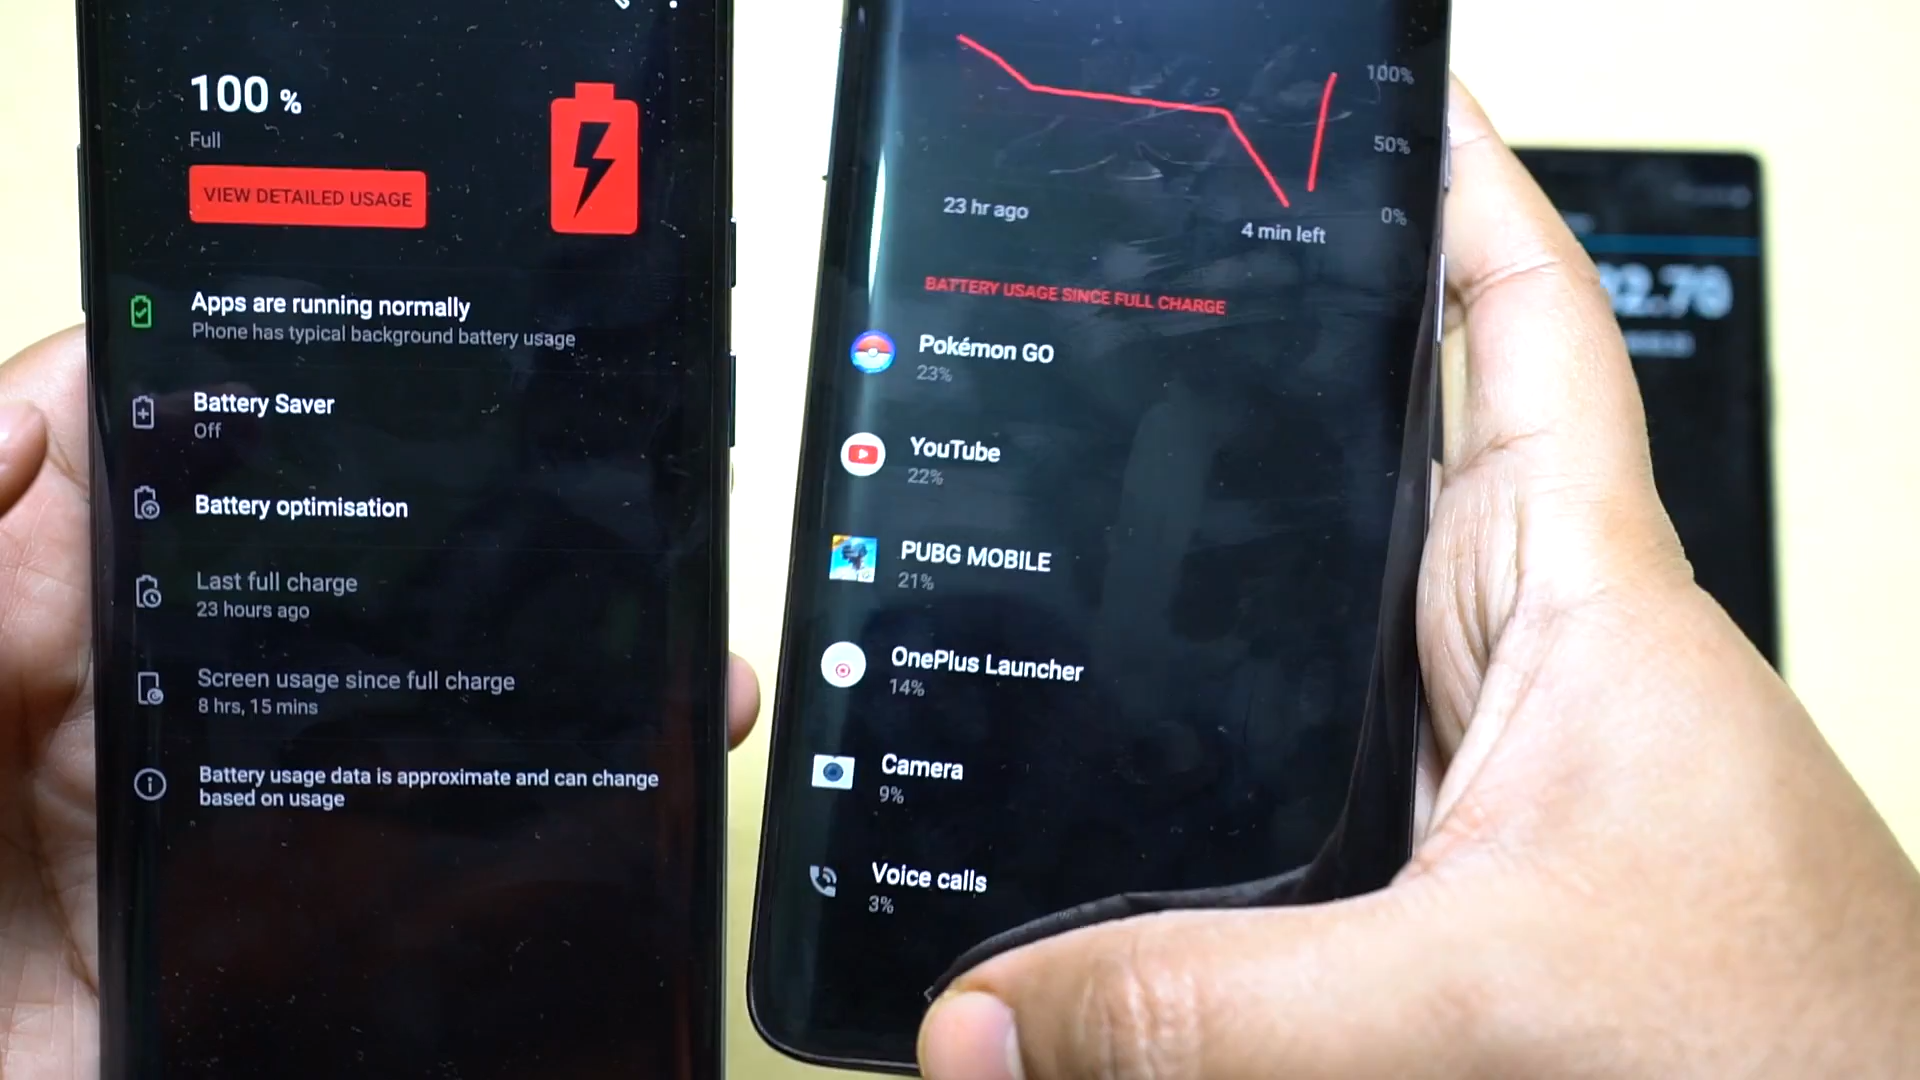 100 %
Full
VIEW DETAILED USAGE
Apps are running normally
Phone has typical background battery usage
Battery Saver
Off
Battery optimisation
Last full charge
23 hours ago
Screen usage since full charge
8 hrs, 15 mins
Battery usage data is approximate and can change
based on usage
100%
50%
0%
23 hr ago
4 min left
BATTERY USAGE SINCE FULL CHARGE
Pokémon GO
23%
YouTube
22%
PUBG MOBILE
21%
OnePlus Launcher
14%
Camera
9%
Voice calls
3%